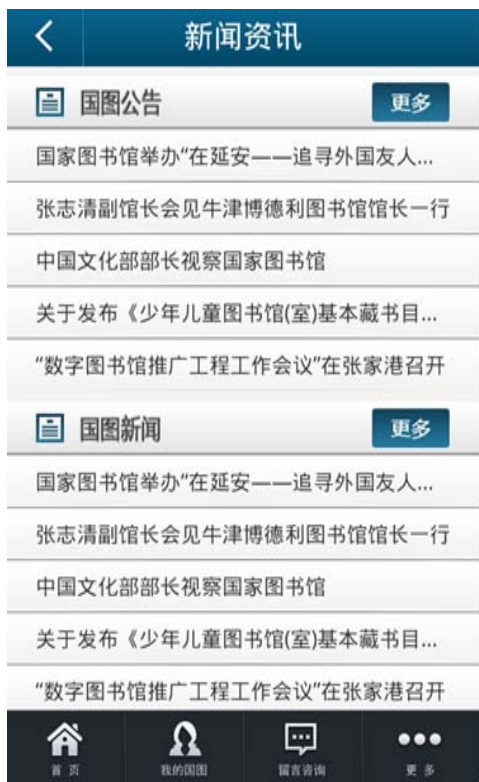 新闻资讯
国图公告 更多
国家图书馆举办“在延安——追寻外国友人...
张志清副馆长会见牛津博德利图书馆馆长一行
中国文化部部长视察国家图书馆
关于发布《少年儿童图书馆(室)基本藏书目...
“数字图书馆推广工程工作会议”在张家港召开
国图新闻 更多
国家图书馆举办“在延安——追寻外国友人...
张志清副馆长会见牛津博德利图书馆馆长一行
中国文化部部长视察国家图书馆
关于发布《少年儿童图书馆(室)基本藏书目...
“数字图书馆推广工程工作会议”在张家港召开
首 页 我的国图 留言咨询 更 多